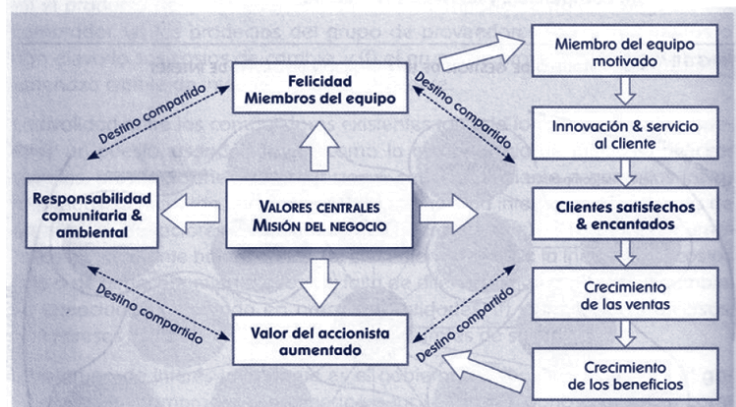 Felicidad
Miembros del equipo
Miembro del equipo
motivado
Destino compartido
Destino compartido
Innovación & servicio
al cliente
Responsabilidad
comunitaria &
ambiental
VALORES CENTRALES
MISIÓN DEL NEGOCIO
Clientes satisfechos
& encantados
Destino compartido
Destino compartido
Crecimiento
de las ventas
Valor del accionista
aumentado
Crecimiento
de los beneficios